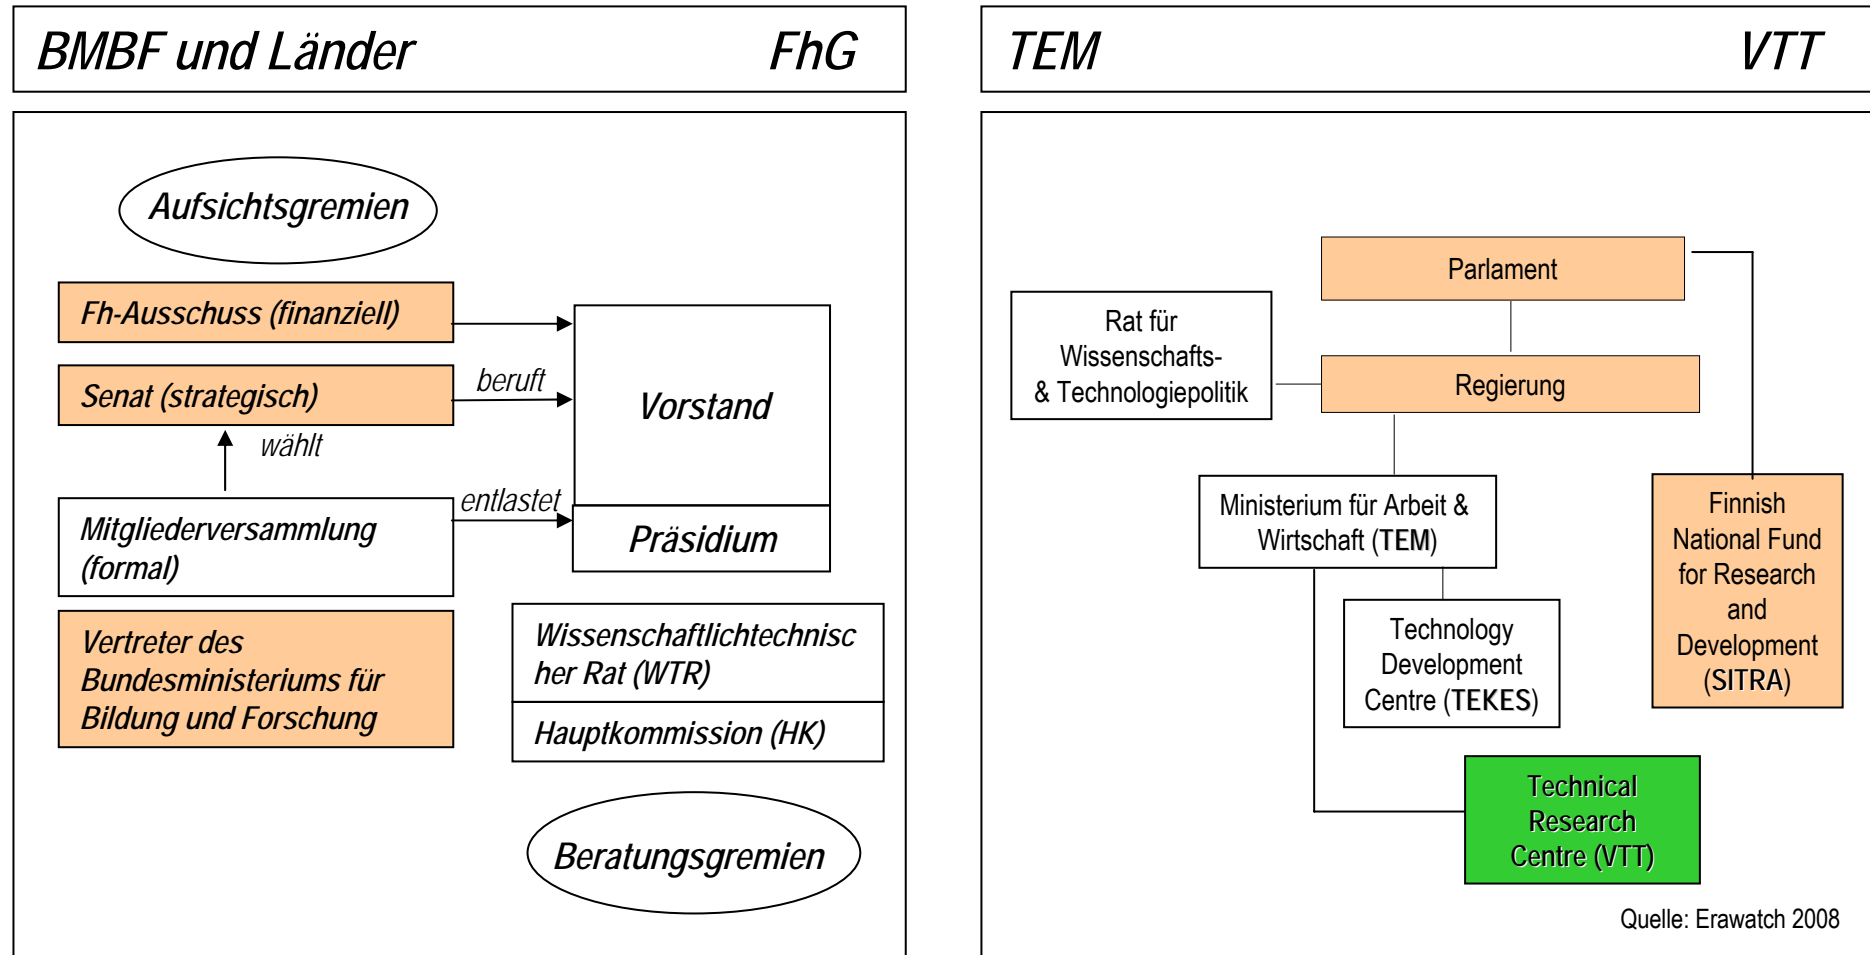 BMBF und Länder FhG
Aufsichtsgremien
Fh-Ausschuss (finanziell)
Senat (strategisch)
beruft
wählt
Mitgliederversammlung
(formal)
entlastet
Vorstand
Präsidium
Vertreter des
Bundesministeriums für
Bildung und Forschung
Wissenschaftlichtechnisc
her Rat (WTR)
Hauptkommission (HK)
Beratungsgremien
TEM VTT
Parlament
Rat für
Wissenschafts-
& Technologiepolitik
Regierung
Ministerium für Arbeit &
Wirtschaft (TEM)
Finnish
National Fund
for Research
and
Development
(SITRA)
Technology
Development
Centre (TEKES)
Technical
Research
Centre (VTT)
Quelle: Erawatch 2008